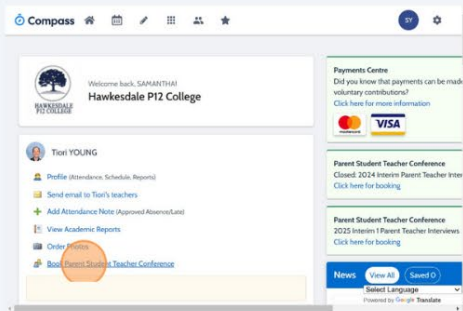 Compass
SY
Welcome back, SAMANTHA!
Hawkesdale P12 College
HAWKESDALE
P12 COLLEGE
Tiori YOUNG
Profile (Attendance, Schedule, Reports)
Send email to Tiori's teachers
Add Attendance Note (Approved Absence/Late)
View Academic Reports
Order Photos
Book Parent Student Teacher Conference
Payments Centre
Did you know that payments can be made
voluntary contributions?
Click here for more information
VISA
Parent Student Teacher Conference
Closed: 2024 Interim Parent Teacher Inter
Click here for booking
Parent Student Teacher Conference
2025 Interim 1 Parent Teacher Interviews
Click here for booking
News View All Saved 0
Select Language
Powered by Google Translate